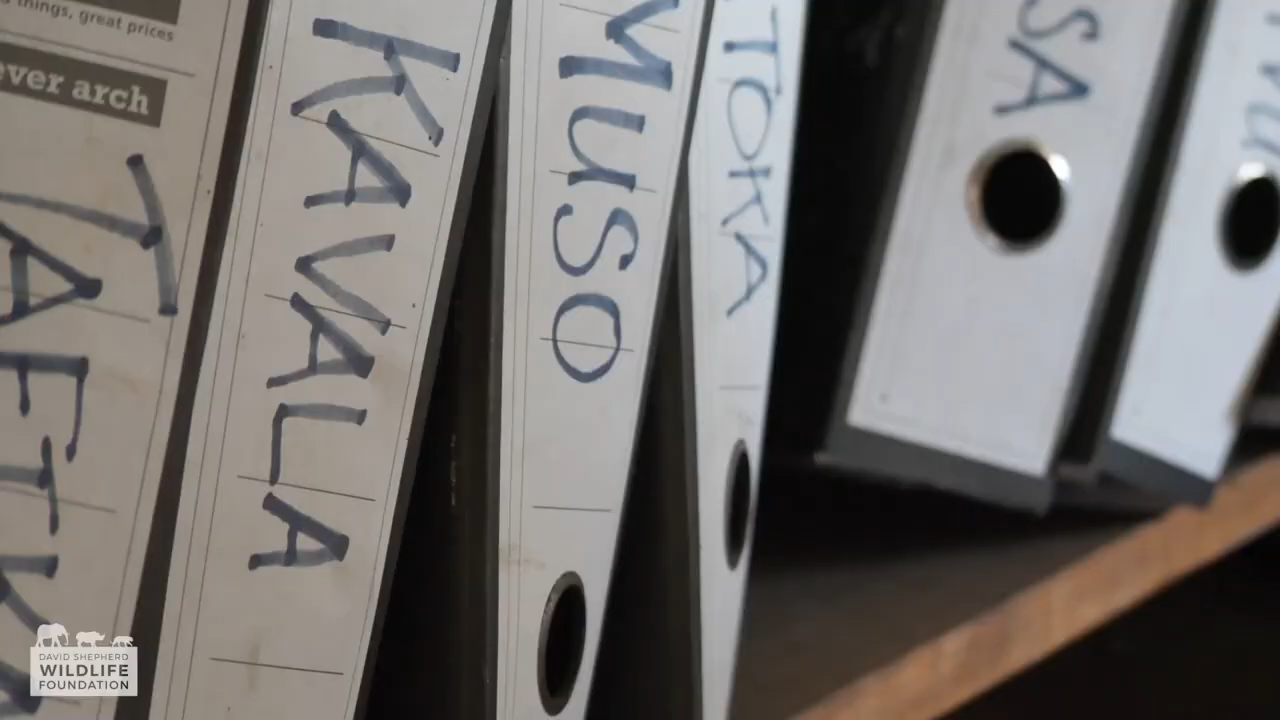 things, great prices
ever arch
TAFIKA
KAVALA
MUSO
TOKA
SA
DAVID SHEPHERD
WILDLIFE
FOUNDATION